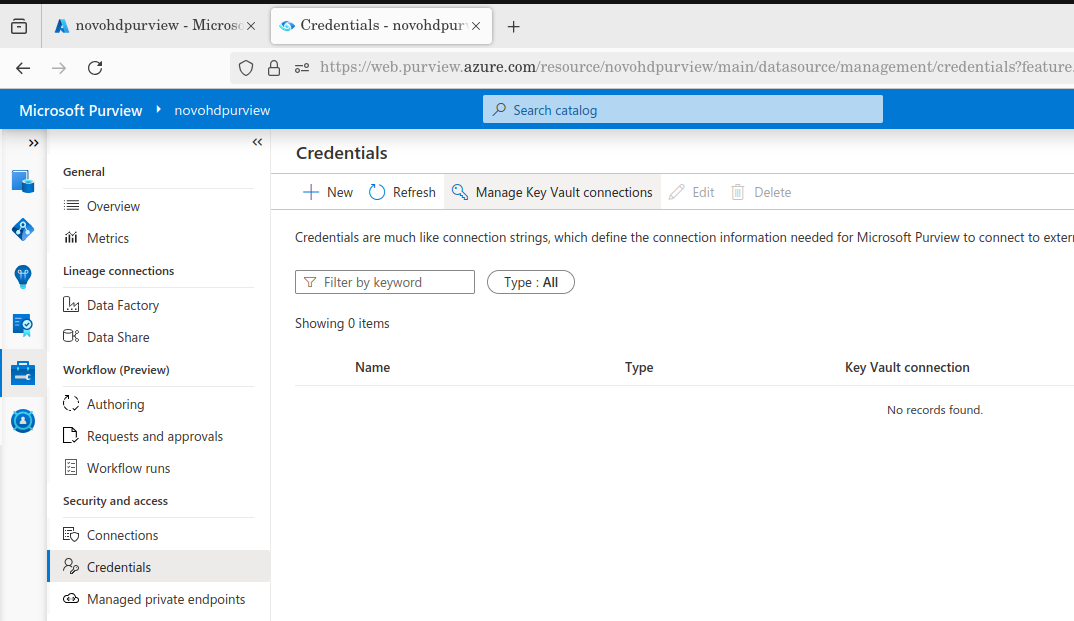 novohdpurview - Micros
Credentials - novohdpur
https://web.purview.azure.com/resource/novohdpurview/main/datasource/management/credentials?feature.
Microsoft Purview
novohdpurview
Search catalog
General
Overview
Metrics
Lineage connections
Data Factory
Data Share
Workflow (Preview)
Authoring
Requests and approvals
Workflow runs
Security and access
Connections
Credentials
Managed private endpoints
Credentials
New Refresh Manage Key Vault connections Edit Delete
Credentials are much like connection strings, which define the connection information needed for Microsoft Purview to connect to exter
Filter by keyword Type : All
Showing 0 items
Name Type Key Vault connection
No records found.